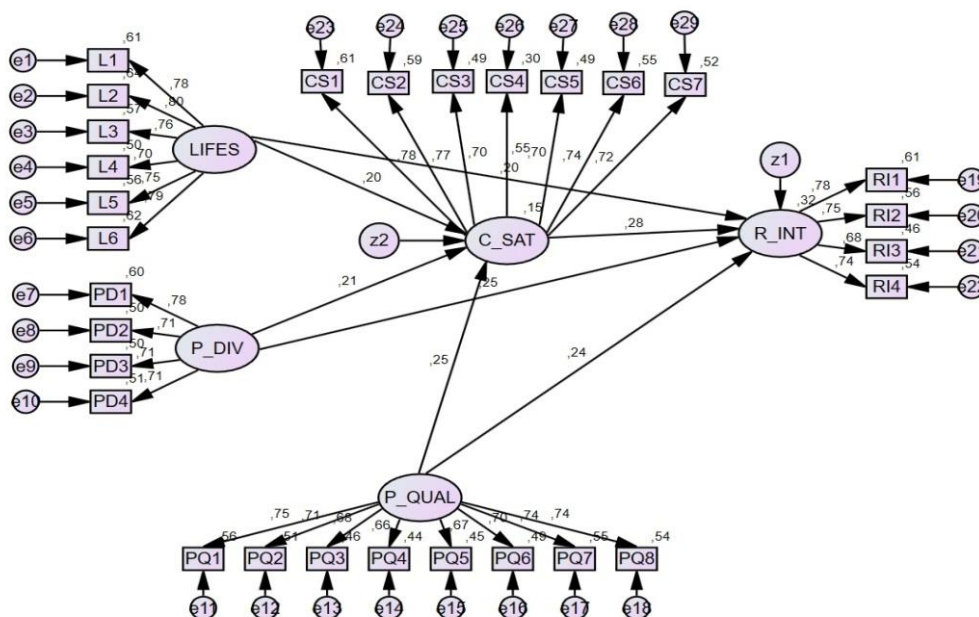 e23 e24 e25 e26 e27 e28 e29
,61 ,59 ,49 ,30 ,49 ,55 ,52
CS1 CS2 CS3 CS4 CS5 CS6 CS7
e1 L1 ,61
e2 L2
e3 L3 ,57
e4 L4 ,50
e5 L5 ,56
e6 L6 ,62
,78
,80
,76
,70
,75
,79
LIFES
,78 ,77 ,70 ,55 ,70 ,74 ,72
,20
,20
z1
z2
C_SAT ,15
,28
R_INT ,32
,78 RI1 ,61
,75 RI2 ,56
,68 RI3 ,46
,74 RI4 ,54
e7 PD1 ,60
e8 PD2 ,50
e9 PD3 ,50
e10 PD4 ,51
,78
,71
,71
,71
P_DIV
,21
,25
,25
,24
P_QUAL
,75 ,71 ,68 ,66 ,67 ,70 ,74 ,74
,56 ,51 ,46 ,44 ,45 ,49 ,55 ,54
PQ1 PQ2 PQ3 PQ4 PQ5 PQ6 PQ7 PQ8
e11 e12 e13 e14 e15 e16 e17 e18